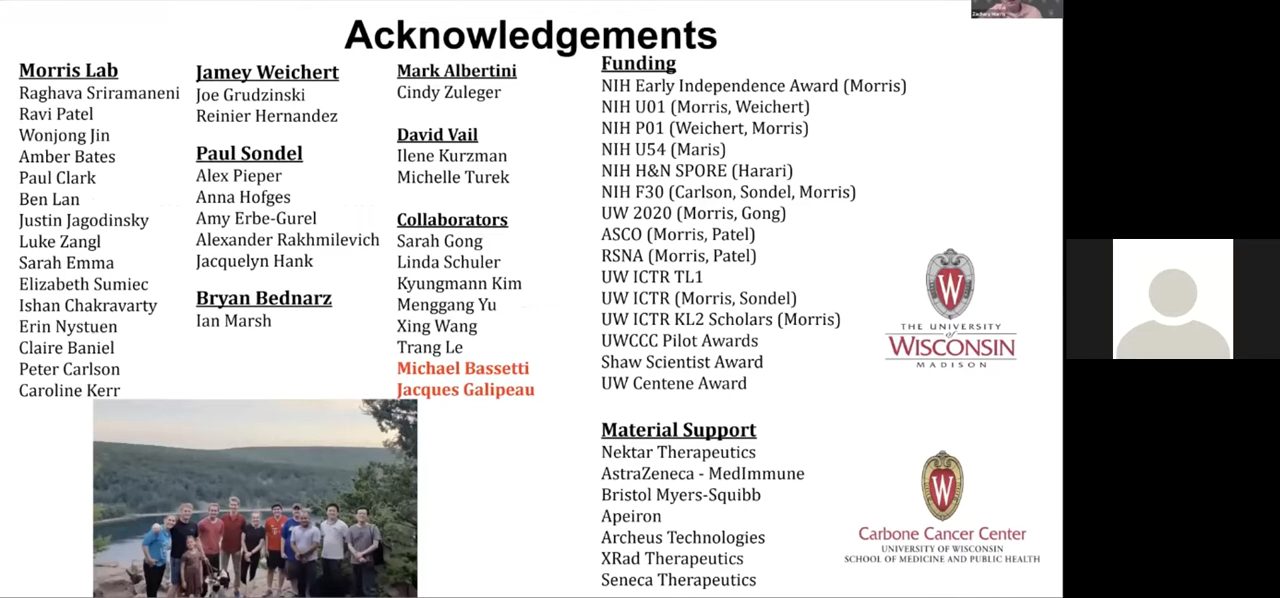 Acknowledgements
Morris Lab
Raghava Sriramaneni
Ravi Patel
Wonjong Jin
Amber Bates
Paul Clark
Ben Lan
Justin Jagodinsky
Luke Zangl
Sarah Emma
Elizabeth Sumiec
Ishan Chakravarty
Erin Nystuen
Claire Baniel
Peter Carlson
Caroline Kerr
Jamey Weichert
Joe Grudzinski
Reinier Hernandez
Paul Sondel
Alex Pieper
Anna Hofges
Amy Erbe-Gurel
Alexander Rakhmilevich
Jacquelyn Hank
Bryan Bednarz
Ian Marsh
Mark Albertini
Cindy Zuleger
David Vail
Ilene Kurzman
Michelle Turek
Collaborators
Sarah Gong
Linda Schuler
Kyungmann Kim
Menggang Yu
Xing Wang
Trang Le
Michael Bassetti
Jacques Galipeau
Funding
NIH Early Independence Award (Morris)
NIH U01 (Morris, Weichert)
NIH P01 (Weichert, Morris)
NIH U54 (Maris)
NIH H&N SPORE (Harari)
NIH F30 (Carlson, Sondel, Morris)
UW 2020 (Morris, Gong)
ASCO (Morris, Patel)
RSNA (Morris, Patel)
UW ICTR TL1
UW ICTR (Morris, Sondel)
UW ICTR KL2 Scholars (Morris)
UWCCC Pilot Awards
Shaw Scientist Award
UW Centene Award
Material Support
Nektar Therapeutics
AstraZeneca - MedImmune
Bristol Myers-Squibb
Apeiron
Archeus Technologies
XRad Therapeutics
Seneca Therapeutics
W
THE UNIVERSITY
of
WISCONSIN
MADISON
W
Carbone Cancer Center
UNIVERSITY OF WISCONSIN
SCHOOL OF MEDICINE AND PUBLIC HEALTH